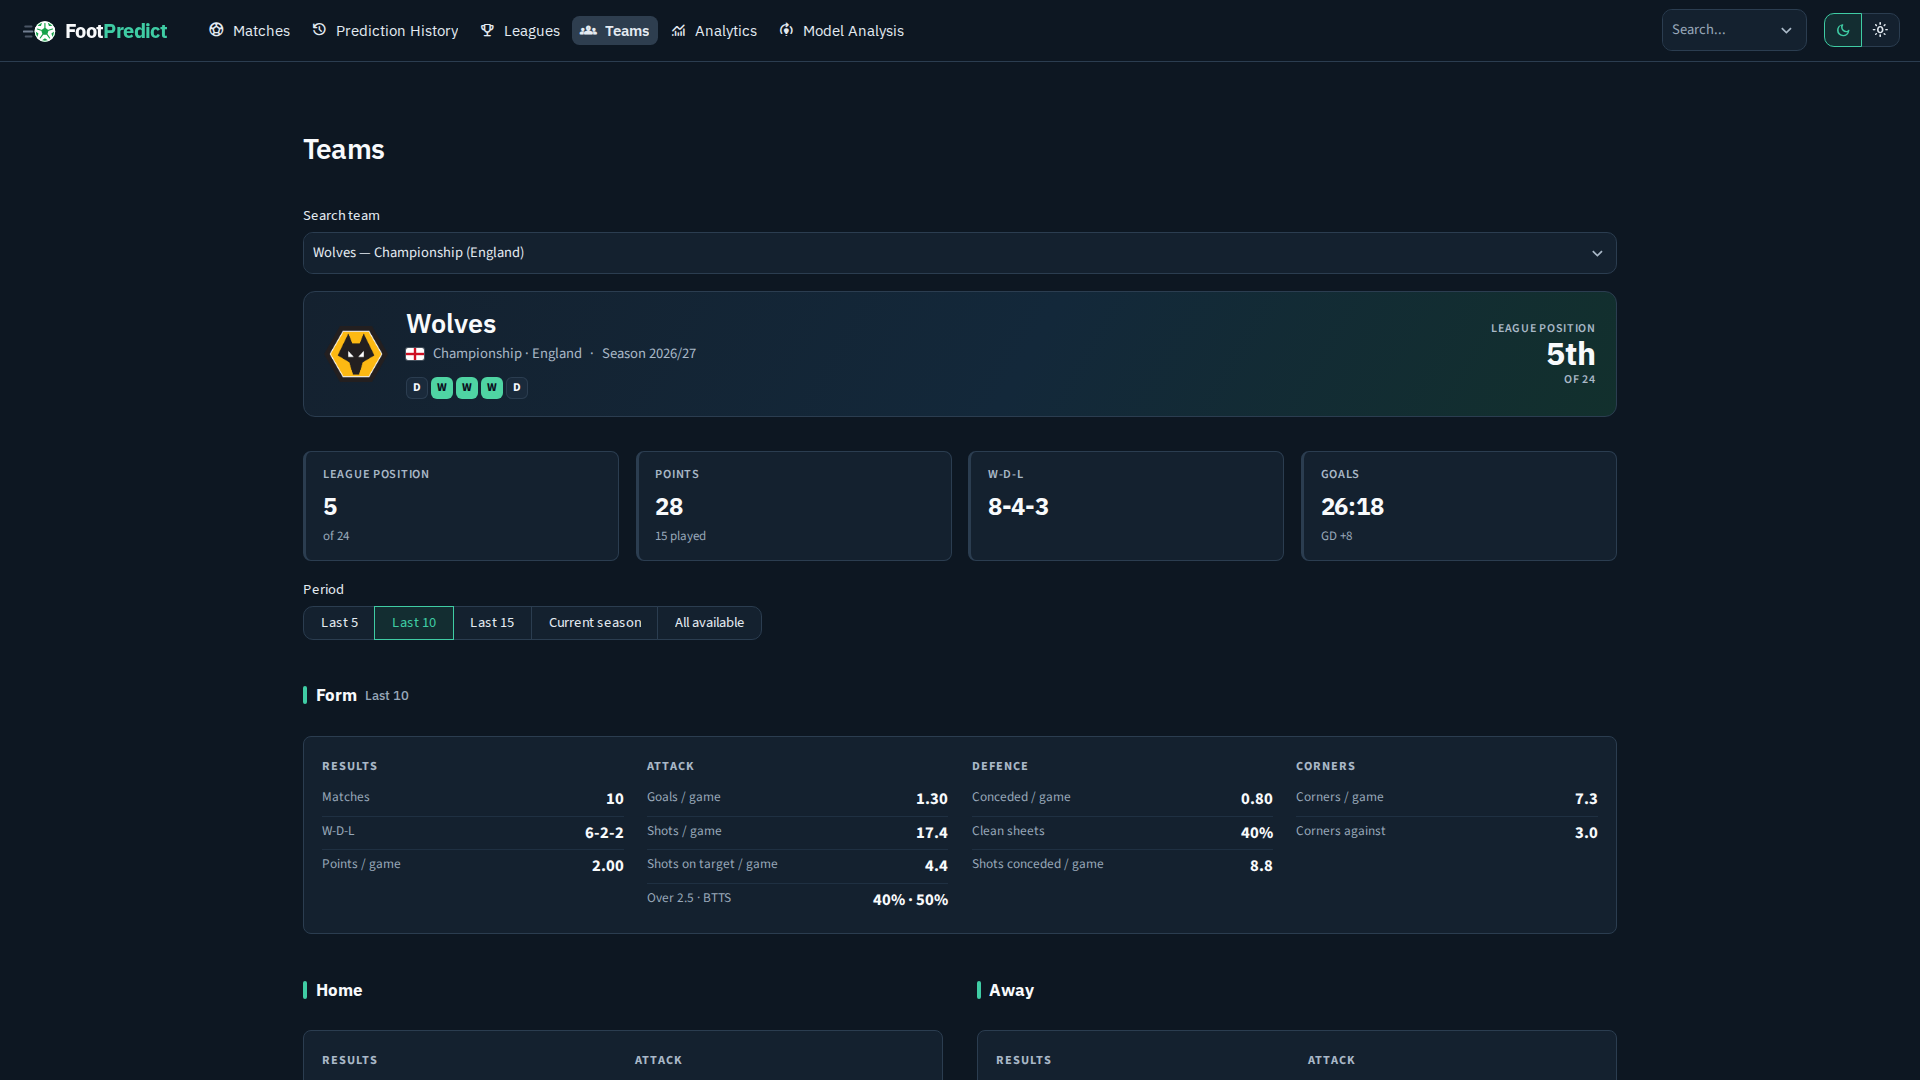 FootPredict Matches Prediction History Leagues Teams Analytics Model Analysis Search...
Teams
Search team
Wolves — Championship (England)
Wolves
Championship · England · Season 2026/27
D W W W D
LEAGUE POSITION
5th
OF 24
LEAGUE POSITION
5
of 24
POINTS
28
15 played
W-D-L
8-4-3
GOALS
26:18
GD +8
Period
Last 5 Last 10 Last 15 Current season All available
Form Last 10
RESULTS
Matches 10
W-D-L 6-2-2
Points / game 2.00
ATTACK
Goals / game 1.30
Shots / game 17.4
Shots on target / game 4.4
Over 2.5 · BTTS 40% · 50%
DEFENCE
Conceded / game 0.80
Clean sheets 40%
Shots conceded / game 8.8
CORNERS
Corners / game 7.3
Corners against 3.0
Home
RESULTS ATTACK
Away
RESULTS ATTACK